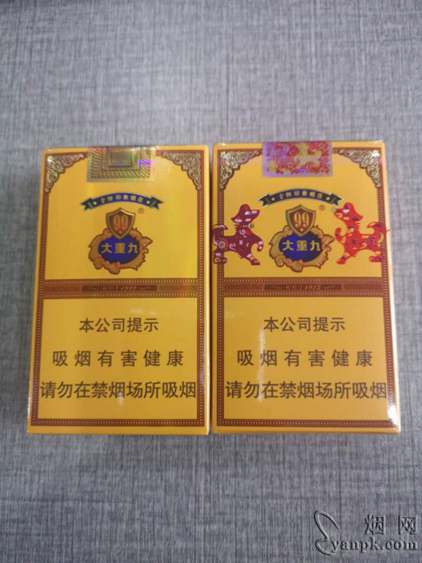 99
大重九
本公司提示
吸烟有害健康
请勿在禁烟场所吸烟
99
大重九
本公司提示
吸烟有害健康
请勿在禁烟场所吸烟
烟网
yanpk.com